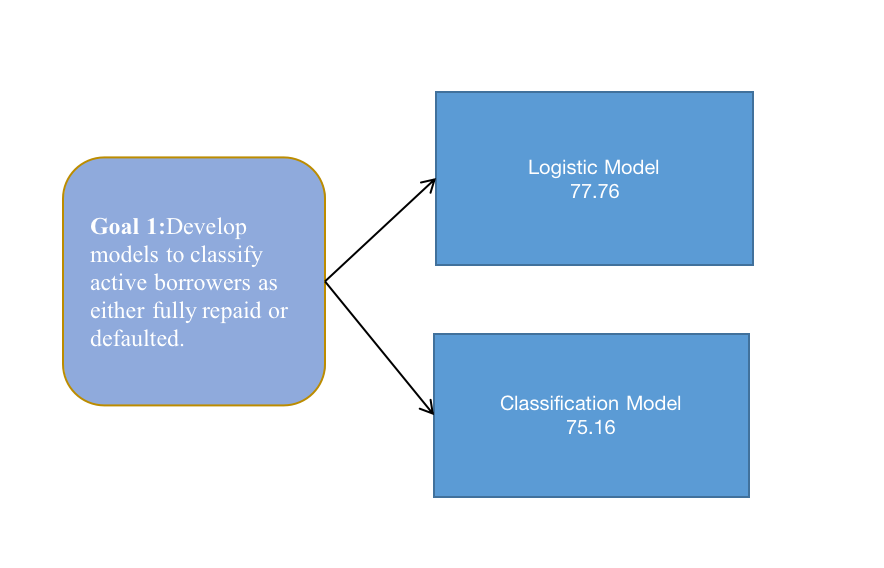 Goal 1:Develop
models to classify
active borrowers as
either fully repaid or
defaulted.
Logistic Model
77.76
Classification Model
75.16